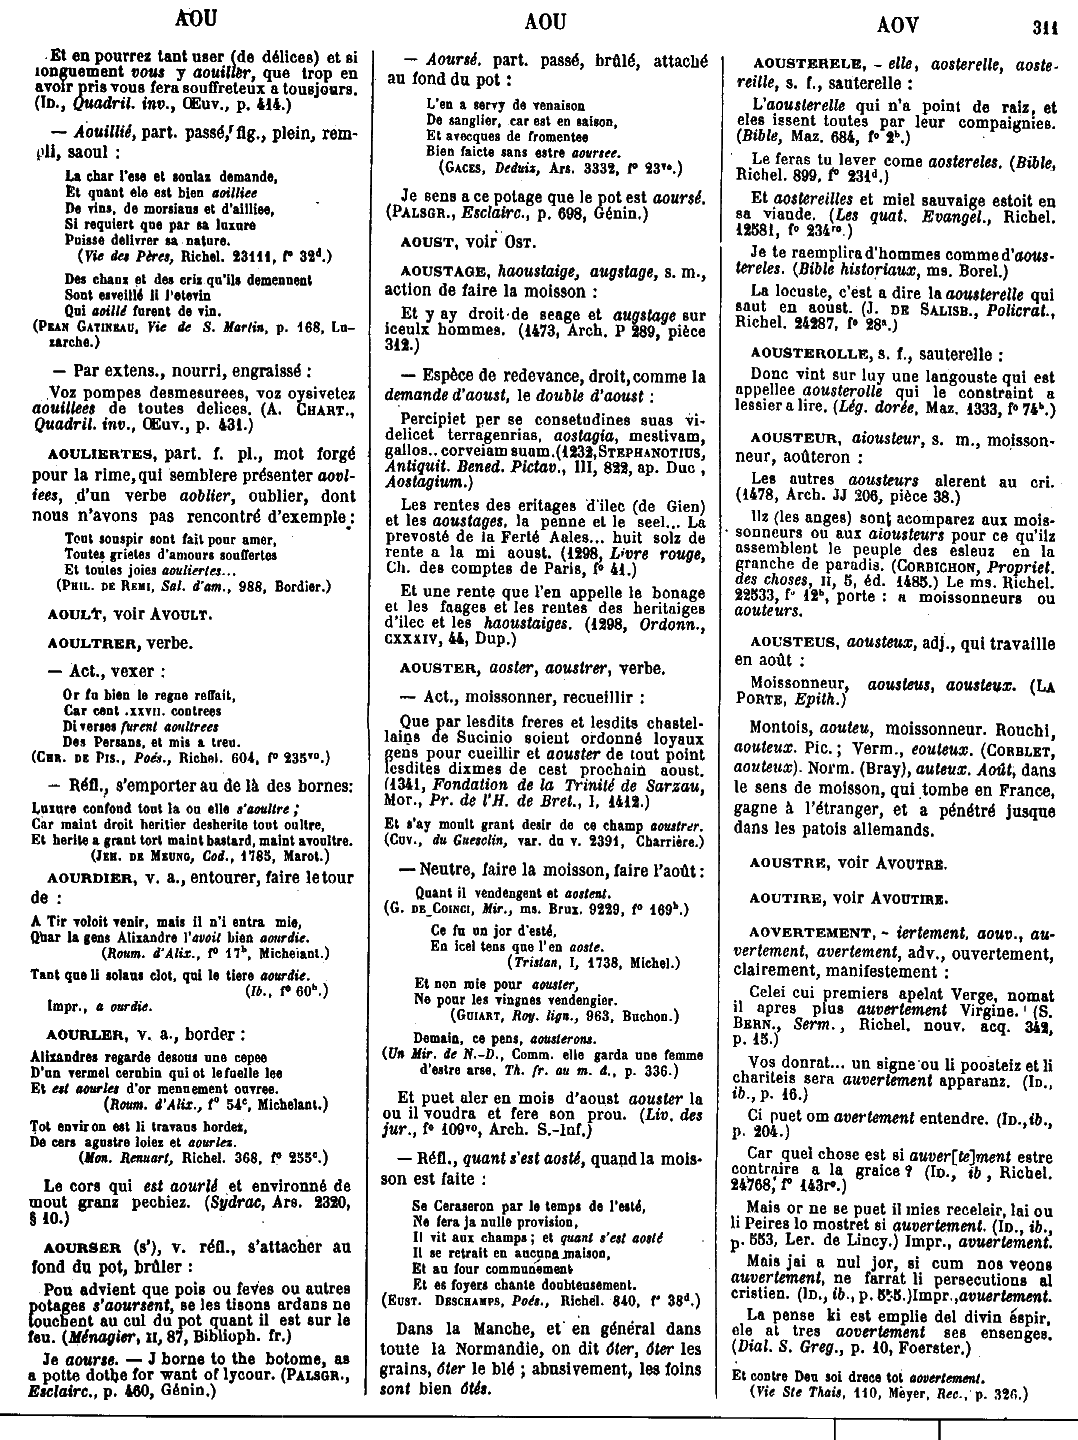 AOU
AOU
AOV
311
Et en pourrez tant user (de délices) et si
longuement vous y aouiller, que trop en
avoir pris vous fera souffreteux a tousjours.
(ID., Quadril. inv., Œuv., p. 414.)
— Aouillié, part. passé, fig., plein, rem-
pli, saoul :
La char l'ese et soulaz demande,
Et quant ele est bien aoilliee
De vins, de morsiaus et d'ailliee,
Si requiert que par sa luxure
Puisse delivrer sa nature.
(Vie des Pères, Richel. 23111, f° 32d.)
Des chanz et des criz qu'ils demennent
Sont esveillé li l'otevin
Qui aoillé furent de vin.
(PEAN GATINEAU, Vie de S. Martin, p. 168, Lu-
zarche.)
— Par extens., nourri, engraissé :
Voz pompes desmesurees, voz oysivetez
aouillees de toutes delices. (A. CHART.,
Quadril. inv., Œuv., p. 431.)
AOULIERTES, part. f. pl., mot forgé
pour la rime, qui semblere présenter aovl-
iees, d'un verbe aoblier, oublier, dont
nous n'avons pas rencontré d'exemple :
Tout souspir sont fait pour amer,
Toutes grietes d'amours souffertes
Et toutes joies aouliertes...
(PHIL. DE REMI, Sal. d'am., 988, Bordier.)
AOULT, voir AVOULT.
AOULTRER, verbe.
— Act., vexer :
Or fu bien le regne reffait,
Car cent .xxvii. contrees
Diverses furent aoultrees
Des Persans, et mis a treu.
(CHR. DE PIS., Poés., Richel. 604, f° 235vo.)
— Réfl., s'emporter au de là des bornes :
Luxure confond tout la ou elle s'aoultre ;
Car maint droit heritier desherite tout oultre,
Et herite a grant tort maint bastard, maint avoultre.
(JEH. DE MEUNG, Cod., 1785, Marot.)
AOURDIER, v. a., entourer, faire le tour
de :
A Tir voloit venir, mais il n'i entra mie,
Quar la gens Alixandre l'avoit bien aourdie.
(Roum. d'Alix., f° 17b, Michelant.)
Tant que li solaus clot, qui le tiere aourdie.
(Ib., f° 60b.)
Impr., a ourdie.
AOURLER, v. a., border :
Alixandres regarde desous une cepee
D'un vermel cerubin qui ot le fuelle lee
Et est aourles d'or menuement ouvree.
(Roum. d'Alix., f° 54c, Michelant.)
Tot environ est li travaus bordez,
De cers agustre loiez et aourlez.
(Mon. Renuart, Richel. 368, f° 255c.)
Le cors qui est aourlé et environné de
mout granz pechiez. (Sydrac, Ars. 2320,
§ 10.)
AOURSER (s'), v. réfl., s'attacher au
fond du pot, brûler :
Pou advient que pois ou feves ou autres
potages s'aoursent, se les tisons ardans ne
touchent au cul du pot quant il est sur le
feu. (Ménagier, II, 87, Biblioph. fr.)
Je aourse. — J borne to the botome, as
a potte dothe for want of lycour. (PALSGR.,
Esclairc., p. 460, Génin.)
— Aoursé. part. passé, brûlé, attaché
au fond du pot :
L'en a servy de venaison
De sanglier, car est en saison,
Et avecques de fromentee
Bien faicte sans estre aoursee.
(GACES, Deduiz, Ars. 3332, f° 23vo.)
Je sens a ce potage que le pot est aoursé.
(PALSGR., Esclairc., p. 698, Génin.)
AOUST, voir OST.
AOUSTAGE, haoustaige, augstage, s. m.,
action de faire la moisson :
Et y ay droit de seage et augstage sur
iceulx hommes. (1473, Arch. P 289, pièce
312.)
— Espèce de redevance, droit, comme la
demande d'aoust, le double d'aoust :
Percipiet per se consetudines suas vi-
delicet terragenrias, aostagia, mestivam,
gallos.. corveiam suam.(1232,STEPHANOTIUS,
Antiquit. Bened. Pictav., III, 822, ap. Duc ,
Aostagium.)
Les rentes des eritages d'ilec (de Gien)
et les aoustages, la penne et le seel... La
prevosté de la Ferté Aales... huit solz de
rente a la mi aoust. (1298, Livre rouge,
Ch. des comptes de Paris, f° 41.)
Et une rente que l'en appelle le bonage
et les faages et les rentes des heritaiges
d'ilec et les haoustaiges. (1298, Ordonn.,
CXXXIV, 44, Dup.)
AOUSTER, aoster, aoustrer, verbe.
— Act., moissonner, recueillir :
Que par lesdits freres et lesdits chastel-
lains de Sucinio soient ordonné loyaux
gens pour cueillir et aouster de tout point
lesdites dixmes de cest prochain aoust.
(1341, Fondation de la Trinité de Sarzau,
Mor., Pr. de l'H. de Bret., I, 1412.)
Et s'ay moult grant desir de ce champ aoustrer.
(CUV., du Guesclin, var. du v. 2391, Charrière.)
— Neutre, faire la moisson, faire l'août :
Quant il vendengent et aostent.
(G. DE COINCI, Mir., ms. Brux. 9229, f° 169b.)
Ce fu un jor d'esté,
En icel tens que l'en aoste.
(Tristan, I, 1738, Michel.)
Et non mie pour aouster,
Ne pour les vingnes vendengier.
(GUIART, Roy. lign., 963, Buchon.)
Demain, ce pens, aousterons.
(Un Mir. de N.-D., Comm. elle garda une femme
d'estre arse, Th. fr. au m. â., p. 336.)
Et puet aler en mois d'aoust aouster la
ou il voudra et fere son prou. (Liv. des
jur., f° 109vo, Arch. S.-Inf.)
— Réfl., quant s'est aosté, quand la mois-
son est faite :
Se Ceraseron par le temps de l'esté,
Ne fera ja nulle provision,
Il vit aux champs ; et quant s'est aosté
Il se retrait en aucuna maison,
Et au four communément
Et es foyers chante doubteusement.
(EUST. DESCHAMPS, Poés., Richel. 840, f° 38d.)
Dans la Manche, et en général dans
toute la Normandie, on dit ôter, ôter les
grains, ôter le blé ; abusivement, les foins
sont bien ôtés.
AOUSTERELE, - elle, aosterelle, aoste-
reille, s. f., sauterelle :
L'aousterelle qui n'a point de raiz, et
eles issent toutes par leur compaignies.
(Bible, Maz. 684, f° 2b.)
Le feras tu lever come aostereles. (Bible,
Richel. 899, f° 231d.)
Et aostereilles et miel sauvaige estoit en
sa viande. (Les quat. Evangel., Richel.
12581, f° 234ro.)
Je te raemplira d'hommes comme d'aous-
tereles. (Bible historiaux, ms. Borel.)
La locuste, c'est a dire la aousterelle qui
saut en aoust. (J. DE SALISB., Policrat.,
Richel. 24287, f° 28a.)
AOUSTEROLLE, s. f., sauterelle :
Donc vint sur luy une langouste qui est
appellee aousterolle qui le constraint a
lessier a lire. (Lég. dorée, Maz. 1333, f° 74b.)
AOUSTEUR, aiousteur, s. m., moisson-
neur, aoûteron :
Les autres aousteurs alerent au cri.
(1478, Arch. JJ 206, pièce 38.)
Ilz (les anges) sont acomparez aux mois-
sonneurs ou aux aiousteurs pour ce qu'ilz
assemblent le peuple des esleuz en la
granche de paradis. (CORBICHON, Propriet.
des choses, II, 5, éd. 1485.) Le ms. Richel.
22533, f° 12b, porte : a moissonneurs ou
aouteurs.
AOUSTEUS, aousteux, adj., qui travaille
en août :
Moissonneur, aousteus, aousteux. (LA
PORTE, Epith.)
Montois, aouteu, moissonneur. Rouchi,
aouteux. Pic. ; Verm., eouteux. (CORBLET,
aouteux). Norm. (Bray), auteux. Août, dans
le sens de moisson, qui tombe en France,
gagne à l'étranger, et a pénétré jusque
dans les patois allemands.
AOUSTRE, voir AVOUTRE.
AOUTIRE, voir AVOUTIRE.
AOVERTEMENT, - iertement, aouv., au-
vertement, avertement, adv., ouvertement,
clairement, manifestement :
Celei cui premiers apelat Verge, nomat
il apres plus auvertement Virgine. (S.
BERN., Serm., Richel. nouv. acq. 342,
p. 15.)
Vos donrat... un signe ou li poosteiz et li
chariteis sera auvertement apparanz. (ID.,
ib., p. 16.)
Ci puet om avertement entendre. (ID.,ib.,
p. 204.)
Car quel chose est si auver[te]ment estre
contraire a la graice ? (ID., ib , Richel.
24768, f° 143ro.)
Mais or ne se puet il mies receleir, lai ou
li Peires lo mostret si auvertement. (ID., ib.,
p. 553, Ler. de Lincy.) Impr., avuertement.
Mais jai a nul jor, si cum nos veons
auvertement, ne farrat li persecutions al
cristien. (ID., ib., p. 555.)Impr.,avuertement.
La pense ki est emplie del divin espir,
ele at tres aovertement ses ensenges.
(Dial. S. Greg., p. 10, Foerster.)
Et contre Deu soi drece tot aovertement.
(Vie Ste Thais, 110, Meyer, Rec., p. 326.)